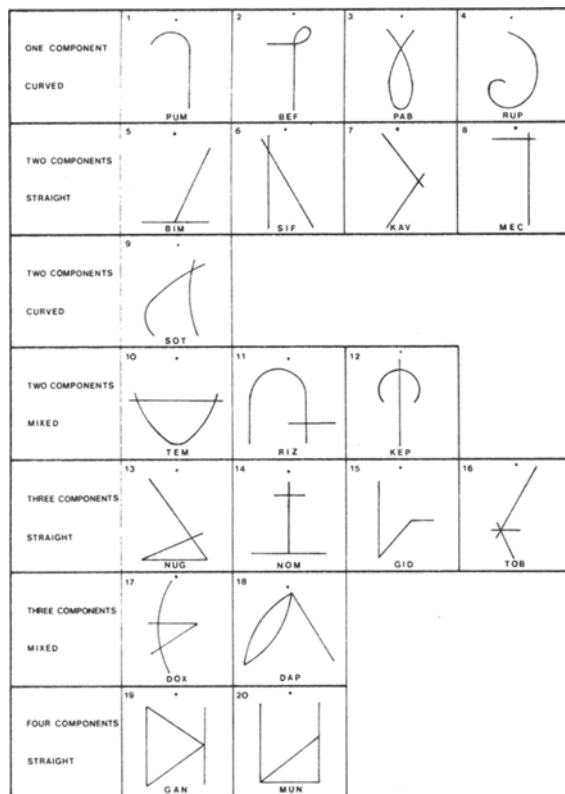 1 2 3 4
ONE COMPONENT
CURVED
PUM BEF PAB RUP
5 6 7 8
TWO COMPONENTS
STRAIGHT
BIM SIF KAV MEC
9
TWO COMPONENTS
CURVED
SOT
10 11 12
TWO COMPONENTS
MIXED
TEM RIZ KEP
13 14 15 16
THREE COMPONENTS
STRAIGHT
NUG NOM GID TOB
17 18
THREE COMPONENTS
MIXED
DOX DAP
19 20
FOUR COMPONENTS
STRAIGHT
GAN MUN